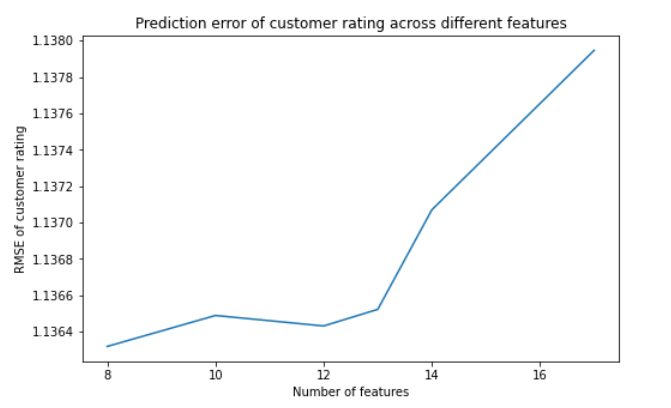 Prediction error of customer rating across different features
1.1380
1.1378
1.1376
1.1374
1.1372
1.1370
1.1368
1.1366
1.1364
RMSE of customer rating
8 10 12 14 16
Number of features